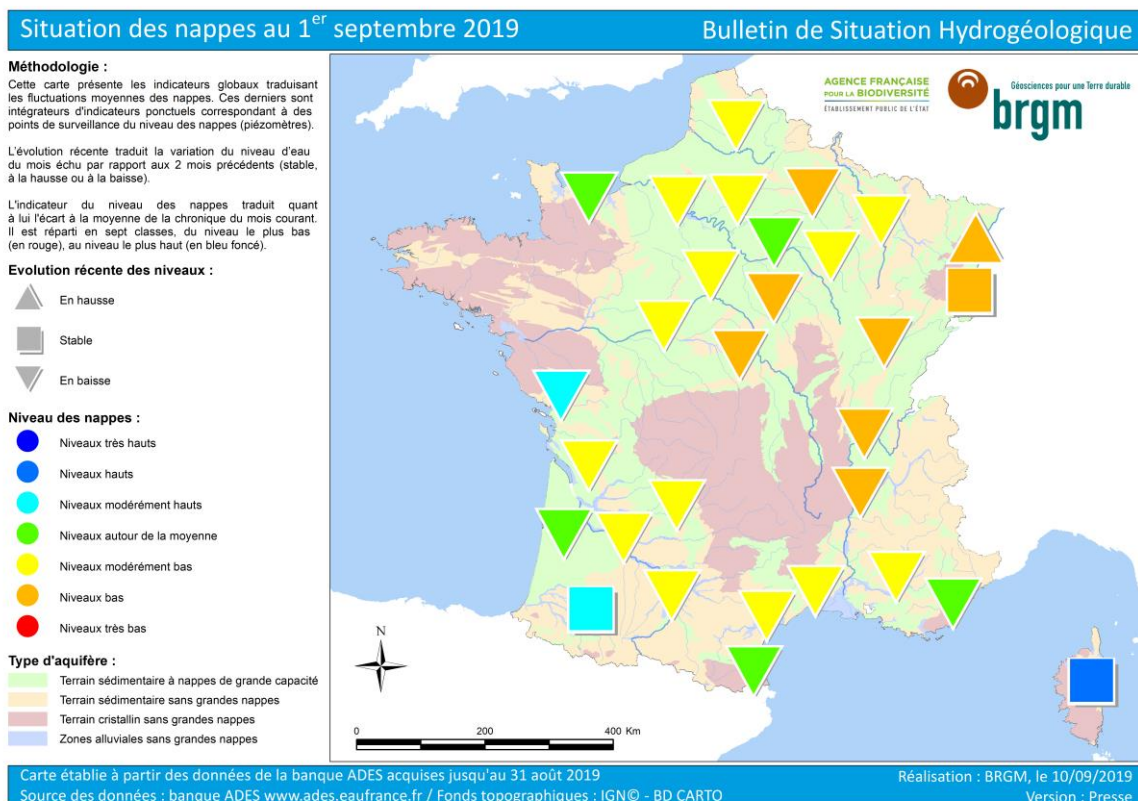 Situation des nappes au 1er septembre 2019
Bulletin de Situation Hydrogéologique
Méthodologie :
Cette carte présente les indicateurs globaux traduisant
les fluctuations moyennes des nappes. Ces derniers sont
intégrateurs d'indicateurs ponctuels correspondant à des
points de surveillance du niveau des nappes (piézomètres).
L'évolution récente traduit la variation du niveau d'eau
du mois échu par rapport aux 2 mois précédents (stable,
à la hausse ou à la baisse).
L'indicateur du niveau des nappes traduit quant
à lui l'écart à la moyenne de la chronique du mois courant.
Il est réparti en sept classes, du niveau le plus bas
(en rouge), au niveau le plus haut (en bleu foncé).
Evolution récente des niveaux :
En hausse
Stable
En baisse
Niveau des nappes :
Niveaux très hauts
Niveaux hauts
Niveaux modérément hauts
Niveaux autour de la moyenne
Niveaux modérément bas
Niveaux bas
Niveaux très bas
Type d'aquifère :
Terrain sédimentaire à nappes de grande capacité
Terrain sédimentaire sans grandes nappes
Terrain cristallin sans grandes nappes
Zones alluviales sans grandes nappes
AGENCE FRANÇAISE
POUR LA BIODIVERSITÉ
ÉTABLISSEMENT PUBLIC DE L'ÉTAT
Géosciences pour une Terre durable
brgm
N
0 200 400 Km
Carte établie à partir des données de la banque ADES acquises jusqu'au 31 août 2019
Source des données : banque ADES www.ades.eaufrance.fr / Fonds topographiques : IGN© - BD CARTO
Réalisation : BRGM, le 10/09/2019
Version : Presse